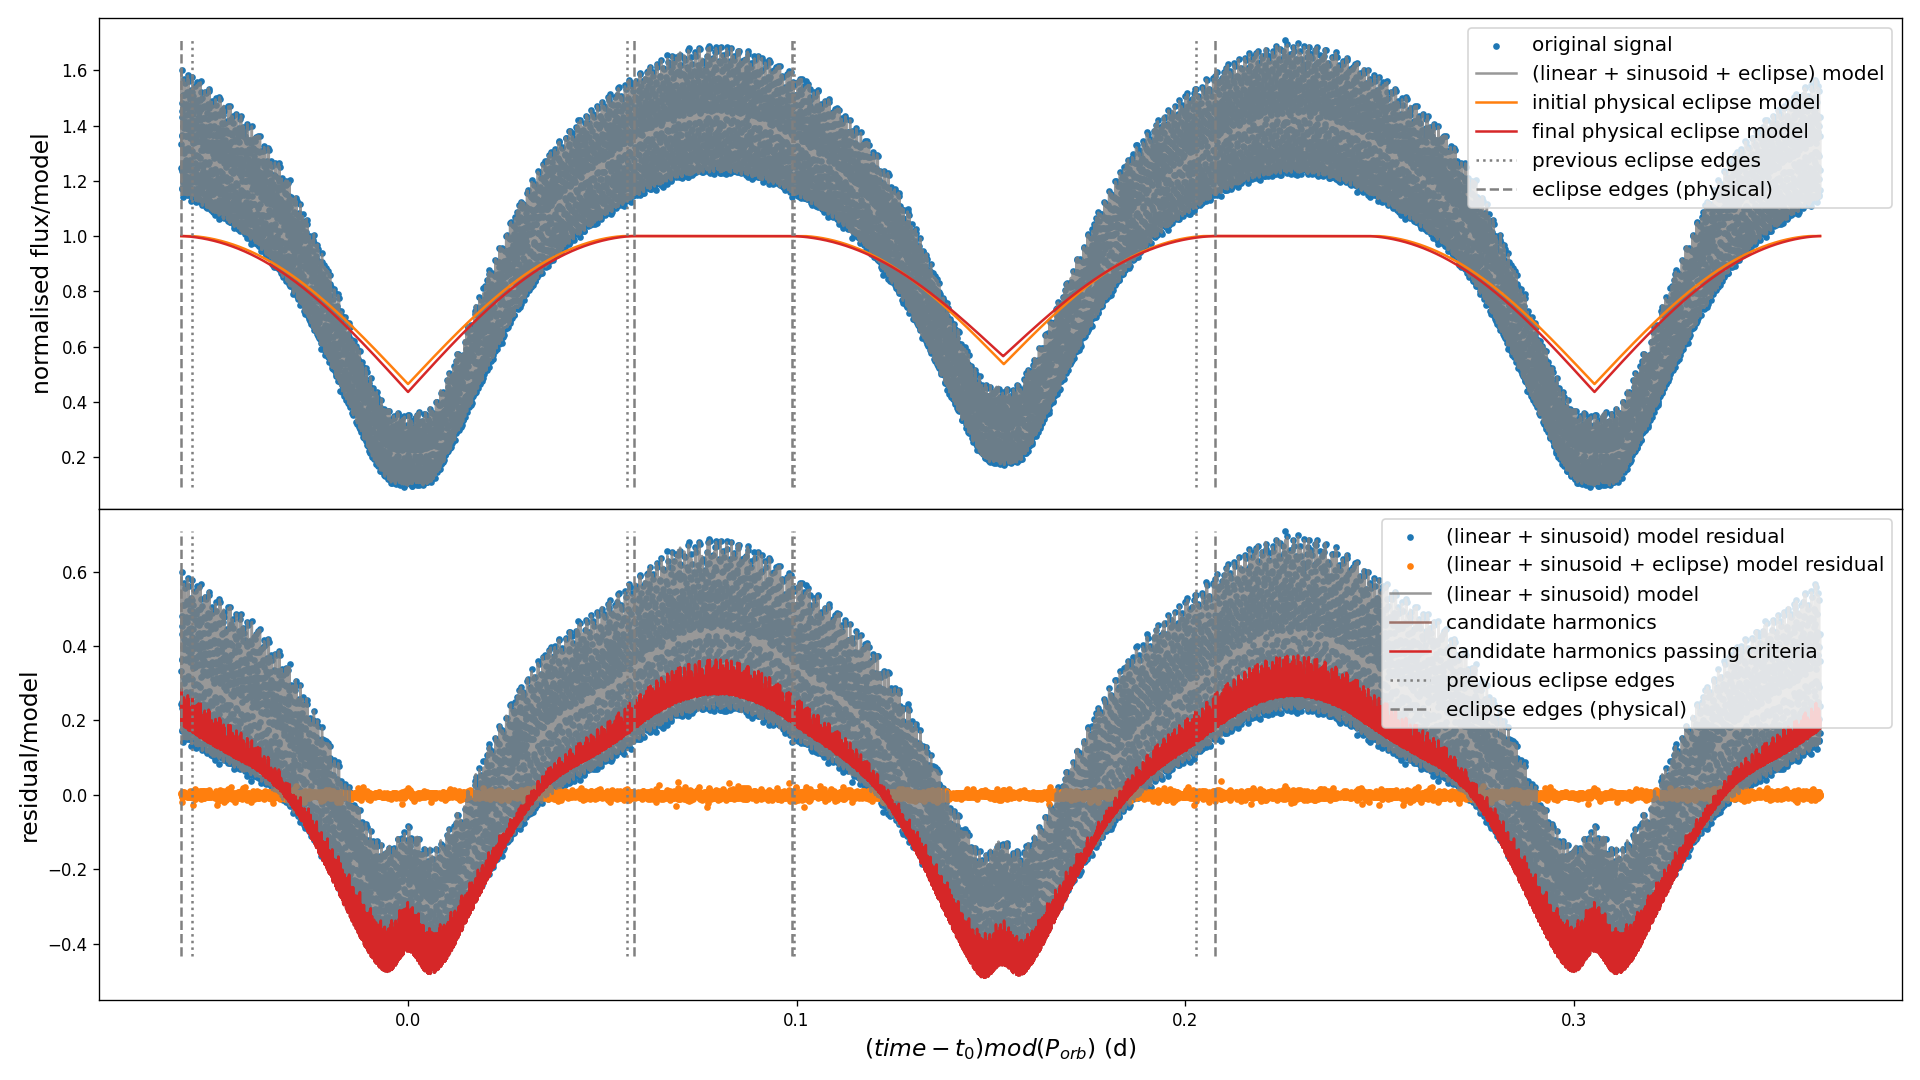 normalised flux/model
1.6
1.4
1.2
1.0
0.8
0.6
0.4
0.2
original signal
(linear + sinusoid + eclipse) model
initial physical eclipse model
final physical eclipse model
previous eclipse edges
eclipse edges (physical)
residual/model
0.6
0.4
0.2
0.0
−0.2
−0.4
(linear + sinusoid) model residual
(linear + sinusoid + eclipse) model residual
(linear + sinusoid) model
candidate harmonics
candidate harmonics passing criteria
previous eclipse edges
eclipse edges (physical)
0.0 0.1 0.2 0.3
(time − t₀)mod(Pₒᵣb) (d)